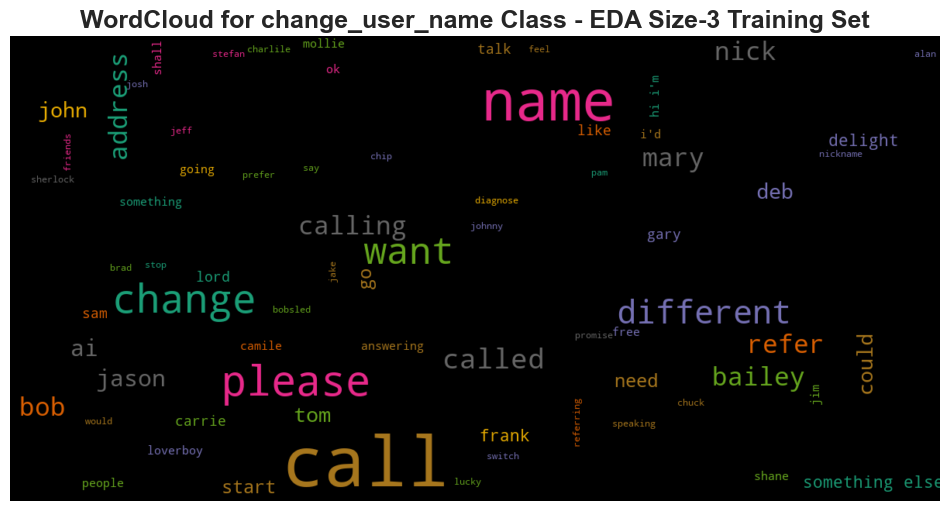 WordCloud for change_user_name Class - EDA Size-3 Training Set
mollie
charlile
stefan
shall
ok
talk
feel
nick
alan
address
josh
john
name
hi i'm
like
i'd
jeff
friends
delight
nickname
mary
chip
going
say
prefer
sherlock
pam
deb
something
diagnose
calling
johnny
gary
want
brad
stop
lord
jake
go
change
bobsled
sam
different
promise
free
refer
could
ai
camile
answering
called
jason
please
need
bailey
jim
chuck
bob
would
carrie
tom
referring
speaking
frank
loverboy
call
switch
people
start
lucky
shane
something else